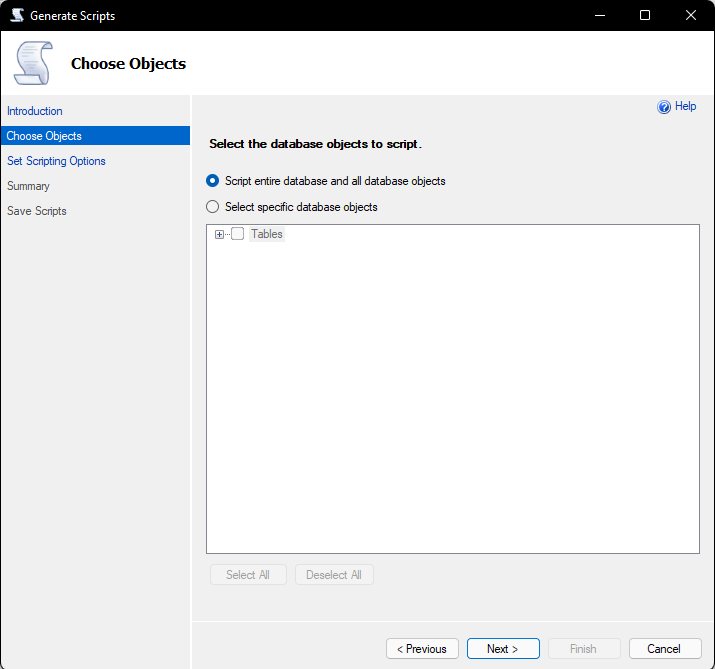 Generate Scripts
Choose Objects
Introduction
Choose Objects
Set Scripting Options
Summary
Save Scripts
Help
Select the database objects to script.
Script entire database and all database objects
Select specific database objects
Tables
Select All
Deselect All
< Previous
Next >
Finish
Cancel